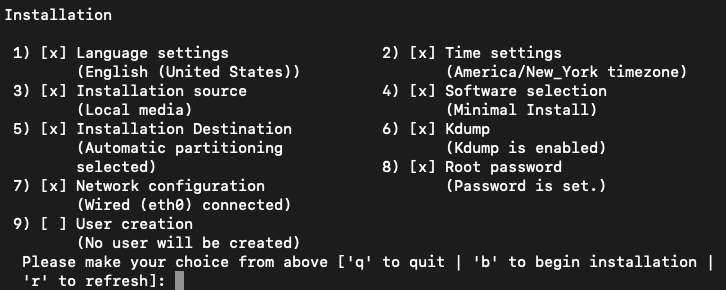 Installation
1) [x] Language settings 2) [x] Time settings
(English (United States)) (America/New_York timezone)
3) [x] Installation source 4) [x] Software selection
(Local media) (Minimal Install)
5) [x] Installation Destination 6) [x] Kdump
(Automatic partitioning (Kdump is enabled)
selected) 8) [x] Root password
7) [x] Network configuration (Password is set.)
(Wired (eth0) connected)
9) [ ] User creation
(No user will be created)
Please make your choice from above ['q' to quit | 'b' to begin installation |
'r' to refresh]: